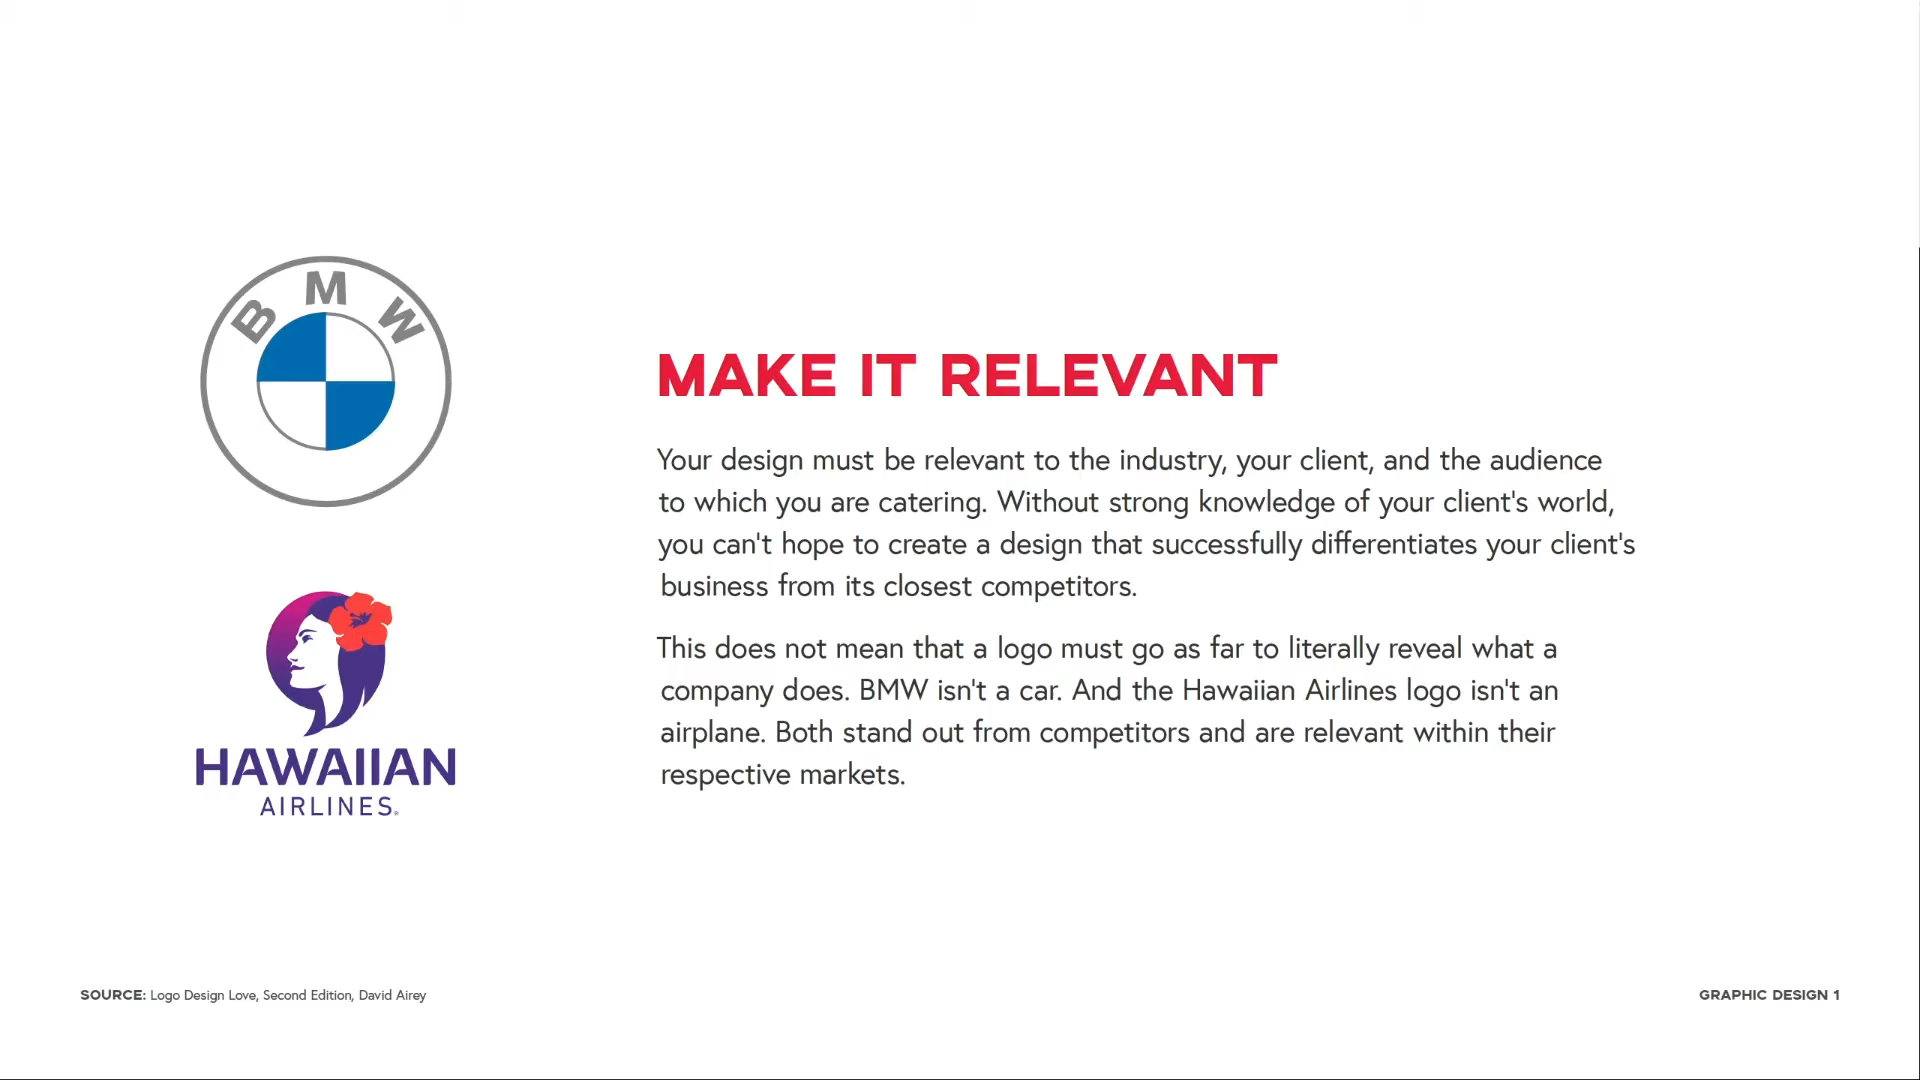 BMW
HAWAIIAN
AIRLINES®
MAKE IT RELEVANT
Your design must be relevant to the industry, your client, and the audience
to which you are catering. Without strong knowledge of your client's world,
you can't hope to create a design that successfully differentiates your client's
business from its closest competitors.
This does not mean that a logo must go as far to literally reveal what a
company does. BMW isn't a car. And the Hawaiian Airlines logo isn't an
airplane. Both stand out from competitors and are relevant within their
respective markets.
SOURCE: Logo Design Love, Second Edition, David Airey
GRAPHIC DESIGN 1